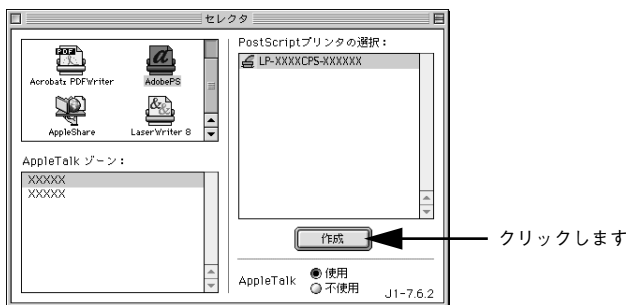 セレクタ
PostScriptプリンタの選択:
LP-XXXXCPS-XXXXXX
PDF
Acrobat™ PDFWriter
AdobePS
AppleShare
LaserWriter 8
AppleTalk ゾーン:
XXXXX
XXXXX
作成
クリックします
AppleTalk
使用
不使用
J1-7.6.2